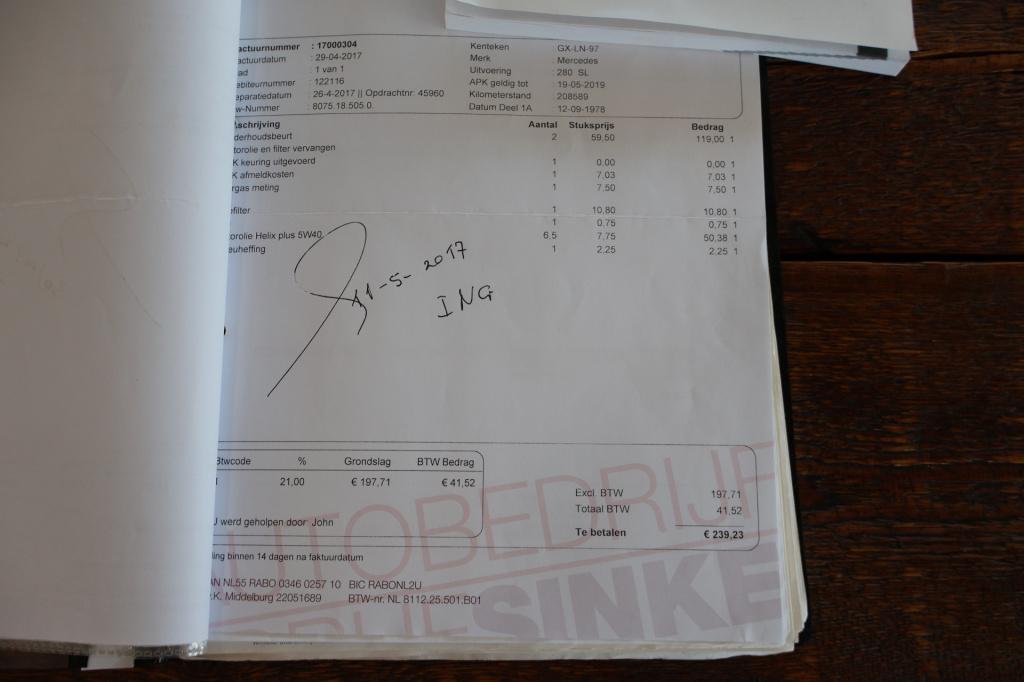 actuurnummer : 17000304
actuurdatum : 29-04-2017
ad : 1 van 1
ebiteurnummer : 122116
eparatiedatum : 26-4-2017 || Opdrachtnr: 45960
w-Nummer : 8075.18.505 0.
Kenteken : GX-LN-97
Merk : Mercedes
Uitvoering : 280 SL
APK geldig tot : 19-05-2019
Kilometerstand : 208589
Datum Deel 1A : 12-09-1978
schrijving Aantal Stuksprijs Bedrag
derhoudsbeurt 2 59,50 119,00 1
torolie en filter vervangen
K keuring uitgevoerd 1 0,00 0,00 1
K afmeldkosten 1 7,03 7,03 1
rgas meting 1 7,50 7,50 1
efilter 1 10,80 10,80 1
1 0,75 0,75 1
orolie Helix plus 5W40 6,5 7,75 50,38 1
euheffing 1 2,25 2,25 1
11-5-2017
ING
Btwcode % Grondslag BTW Bedrag
1 21,00 € 197,71 € 41,52
U werd geholpen door: John
Excl. BTW 197,71
Totaal BTW 41,52
Te betalen € 239,23
ling binnen 14 dagen na faktuurdatum
AN NL55 RABO 0346 0257 10 BIC RABONL2U
.K. Middelburg 22051689 BTW-nr. NL 8112.25.501.B01
UTOBEDRIJF
RIJF SINKE